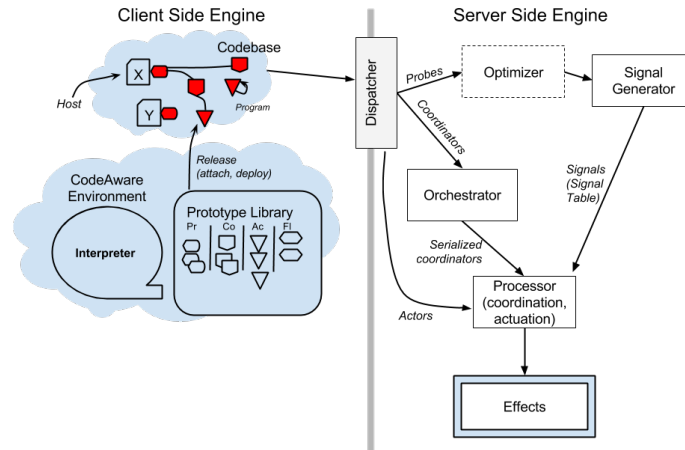 Client Side Engine
Server Side Engine
Codebase
X
Host
Program
Y
Release
(attach, deploy)
CodeAware
Environment
Interpreter
Prototype Library
Pr Co Ac Fl
Dispatcher
Probes
Optimizer
Signal
Generator
Coordinators
Orchestrator
Signals
(Signal
Table)
Serialized
coordinators
Processor
(coordination,
actuation)
Actors
Effects